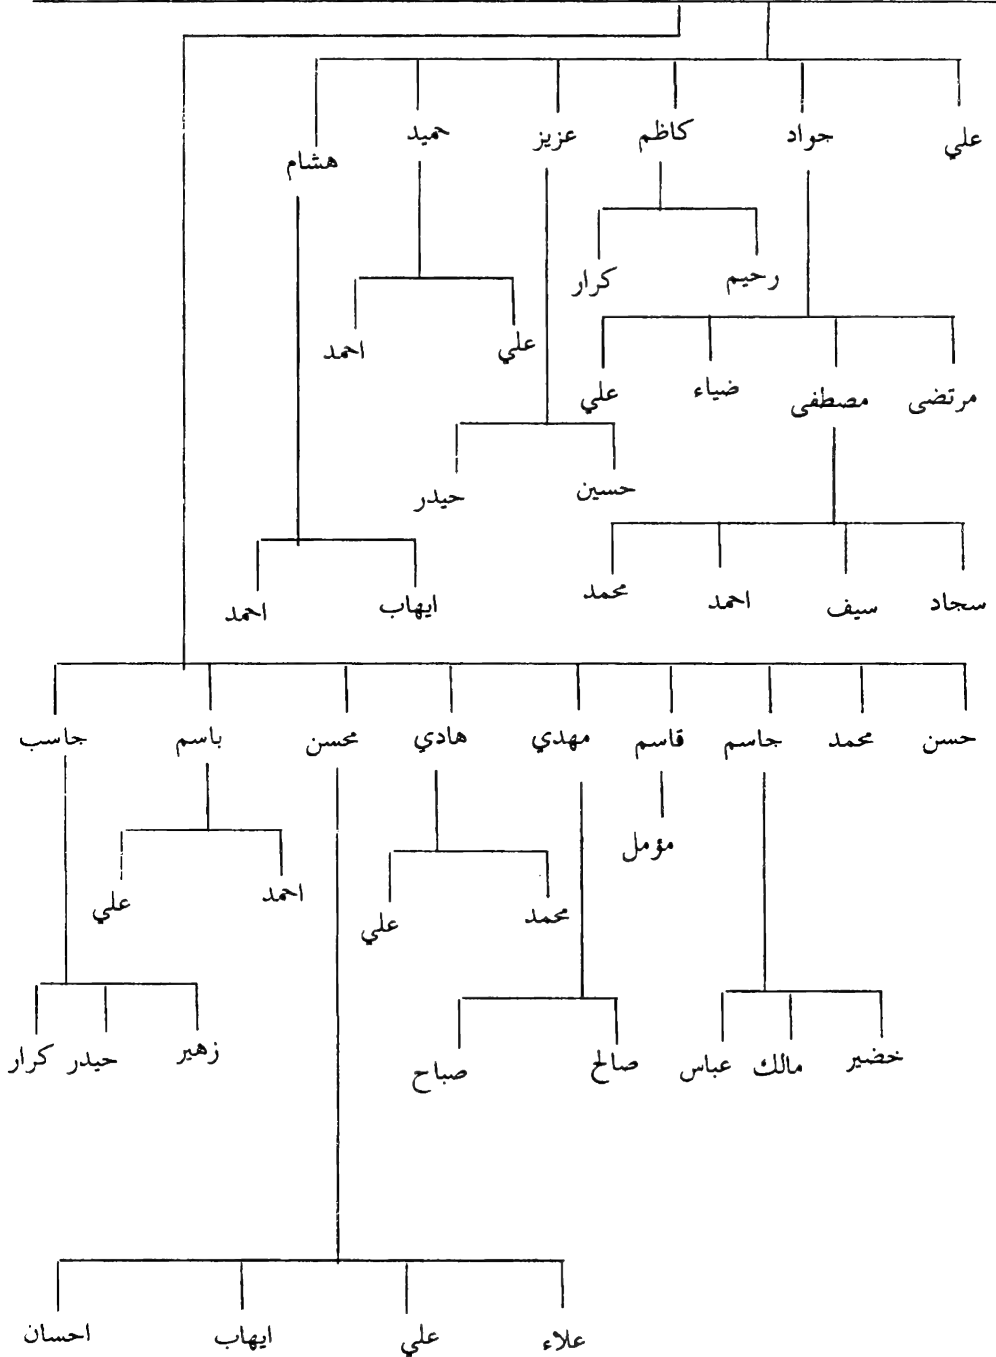 علي جواد كاظم عزيز حميد هشام
رحيم كرار
علي احمد
مرتضى مصطفى ضياء علي
حسين حيدر
سجاد سيف احمد محمد
ايهاب احمد
حسن محمد جاسم قاسم مهدي هادي محسن باسم جاسب
مؤمل
احمد علي
محمد علي
خضير مالك عباس
صالح صباح
زهير حيدر كرار
علاء علي ايهاب احسان